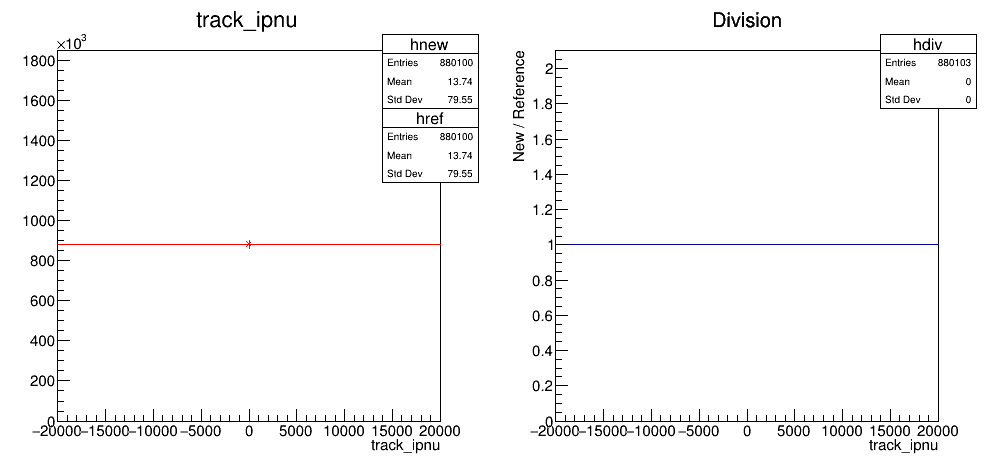 track_ipnu
×10³
1800
1600
1400
1200
1000
800
600
400
200
0
−20000−15000−10000−5000 0 5000 10000 15000 20000
track_ipnu
hnew
Entries 880100
Mean 13.74
Std Dev 79.55
href
Entries 880100
Mean 13.74
Std Dev 79.55
Division
New / Reference
2
1.8
1.6
1.4
1.2
1
0.8
0.6
0.4
0.2
0
−20000−15000−10000−5000 0 5000 10000 15000 20000
track_ipnu
hdiv
Entries 880103
Mean 0
Std Dev 0